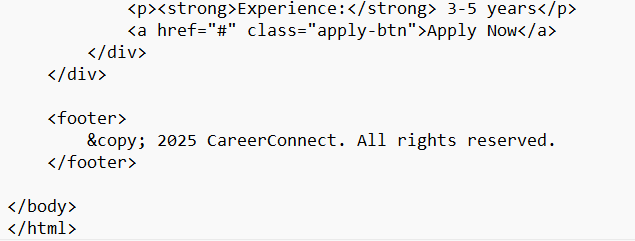 <p><strong>Experience:</strong> 3-5 years</p>
<a href="#" class="apply-btn">Apply Now</a>
</div>
</div>
<footer>
&copy; 2025 CareerConnect. All rights reserved.
</footer>
</body>
</html>